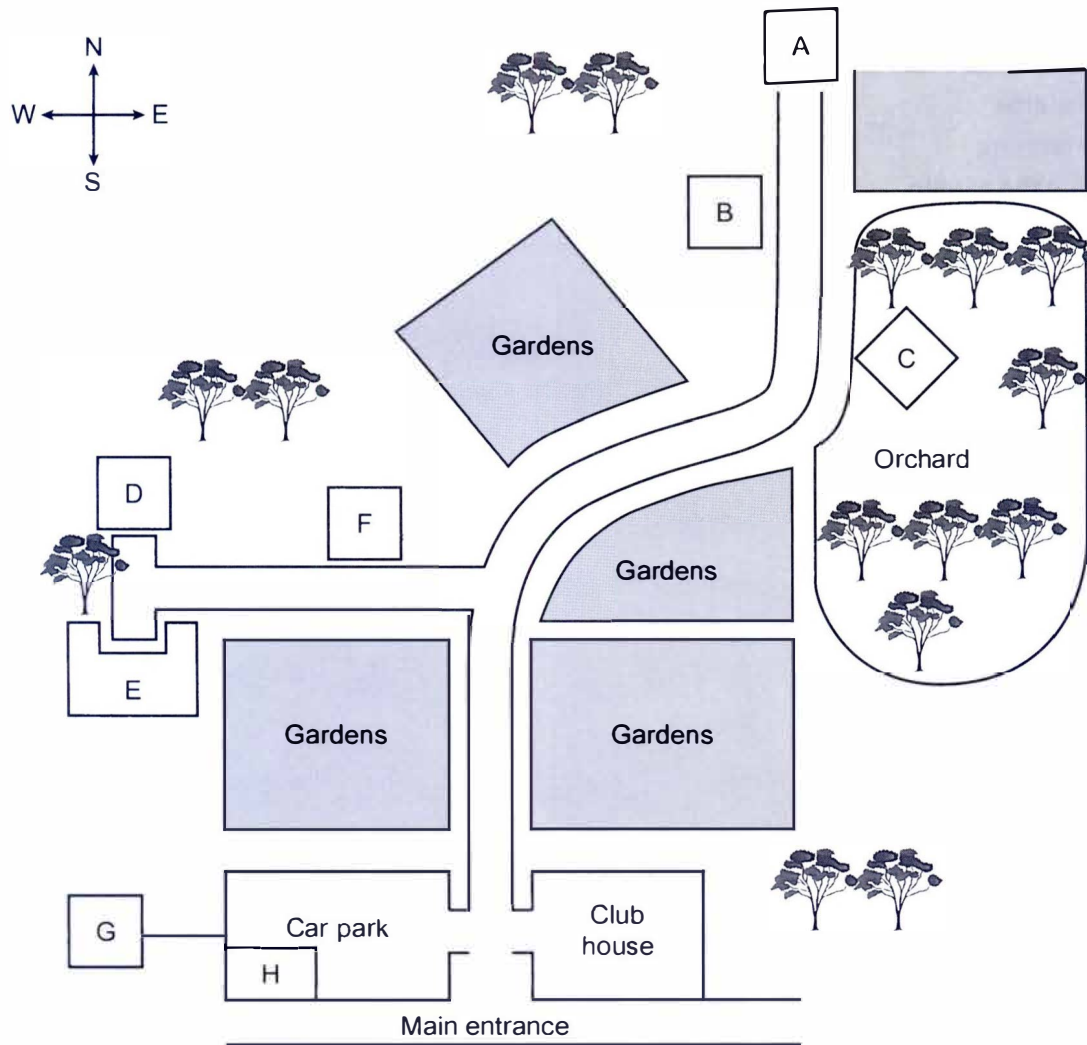 A
N
W E
S
B
Gardens
C
Orchard
D
F
Gardens
E
Gardens
Gardens
G
Car park
Club
house
H
Main entrance